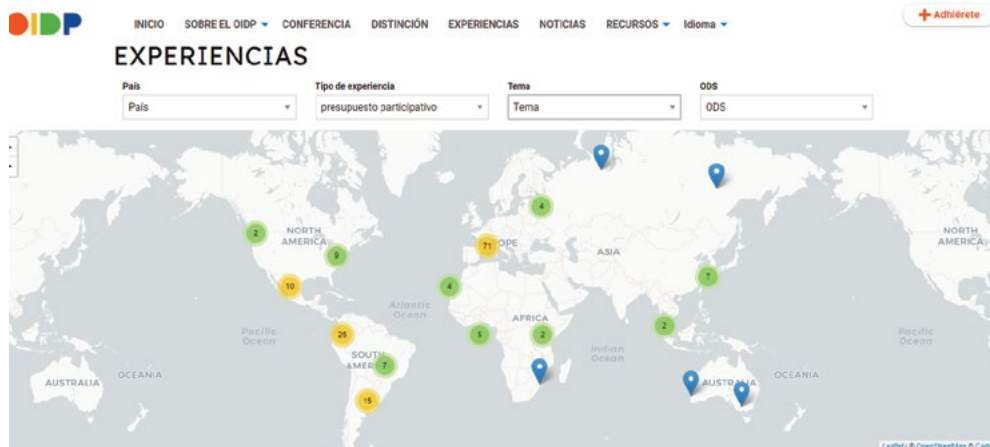 OIDP
INICIO SOBRE EL OIDP CONFERENCIA DISTINCIÓN EXPERIENCIAS NOTICIAS RECURSOS Idioma
+ Adhiérete
EXPERIENCIAS
País Tipo de experiencia Tema ODS
País presupuesto participativo Tema ODS
4
2
NORTH
AMERICA
9
71
ASIA
NORTH
AMERICA
7
10
4
Atlantic
Ocean
AFRICA
Pacific
Ocean
25
5
2
2
Pacific
Ocean
SOUTH
7
Indian
Ocean
AUSTRALIA
OCEANIA
15
AUSTRALIA
OCEANIA
Leaflet | © OpenStreetMap ©